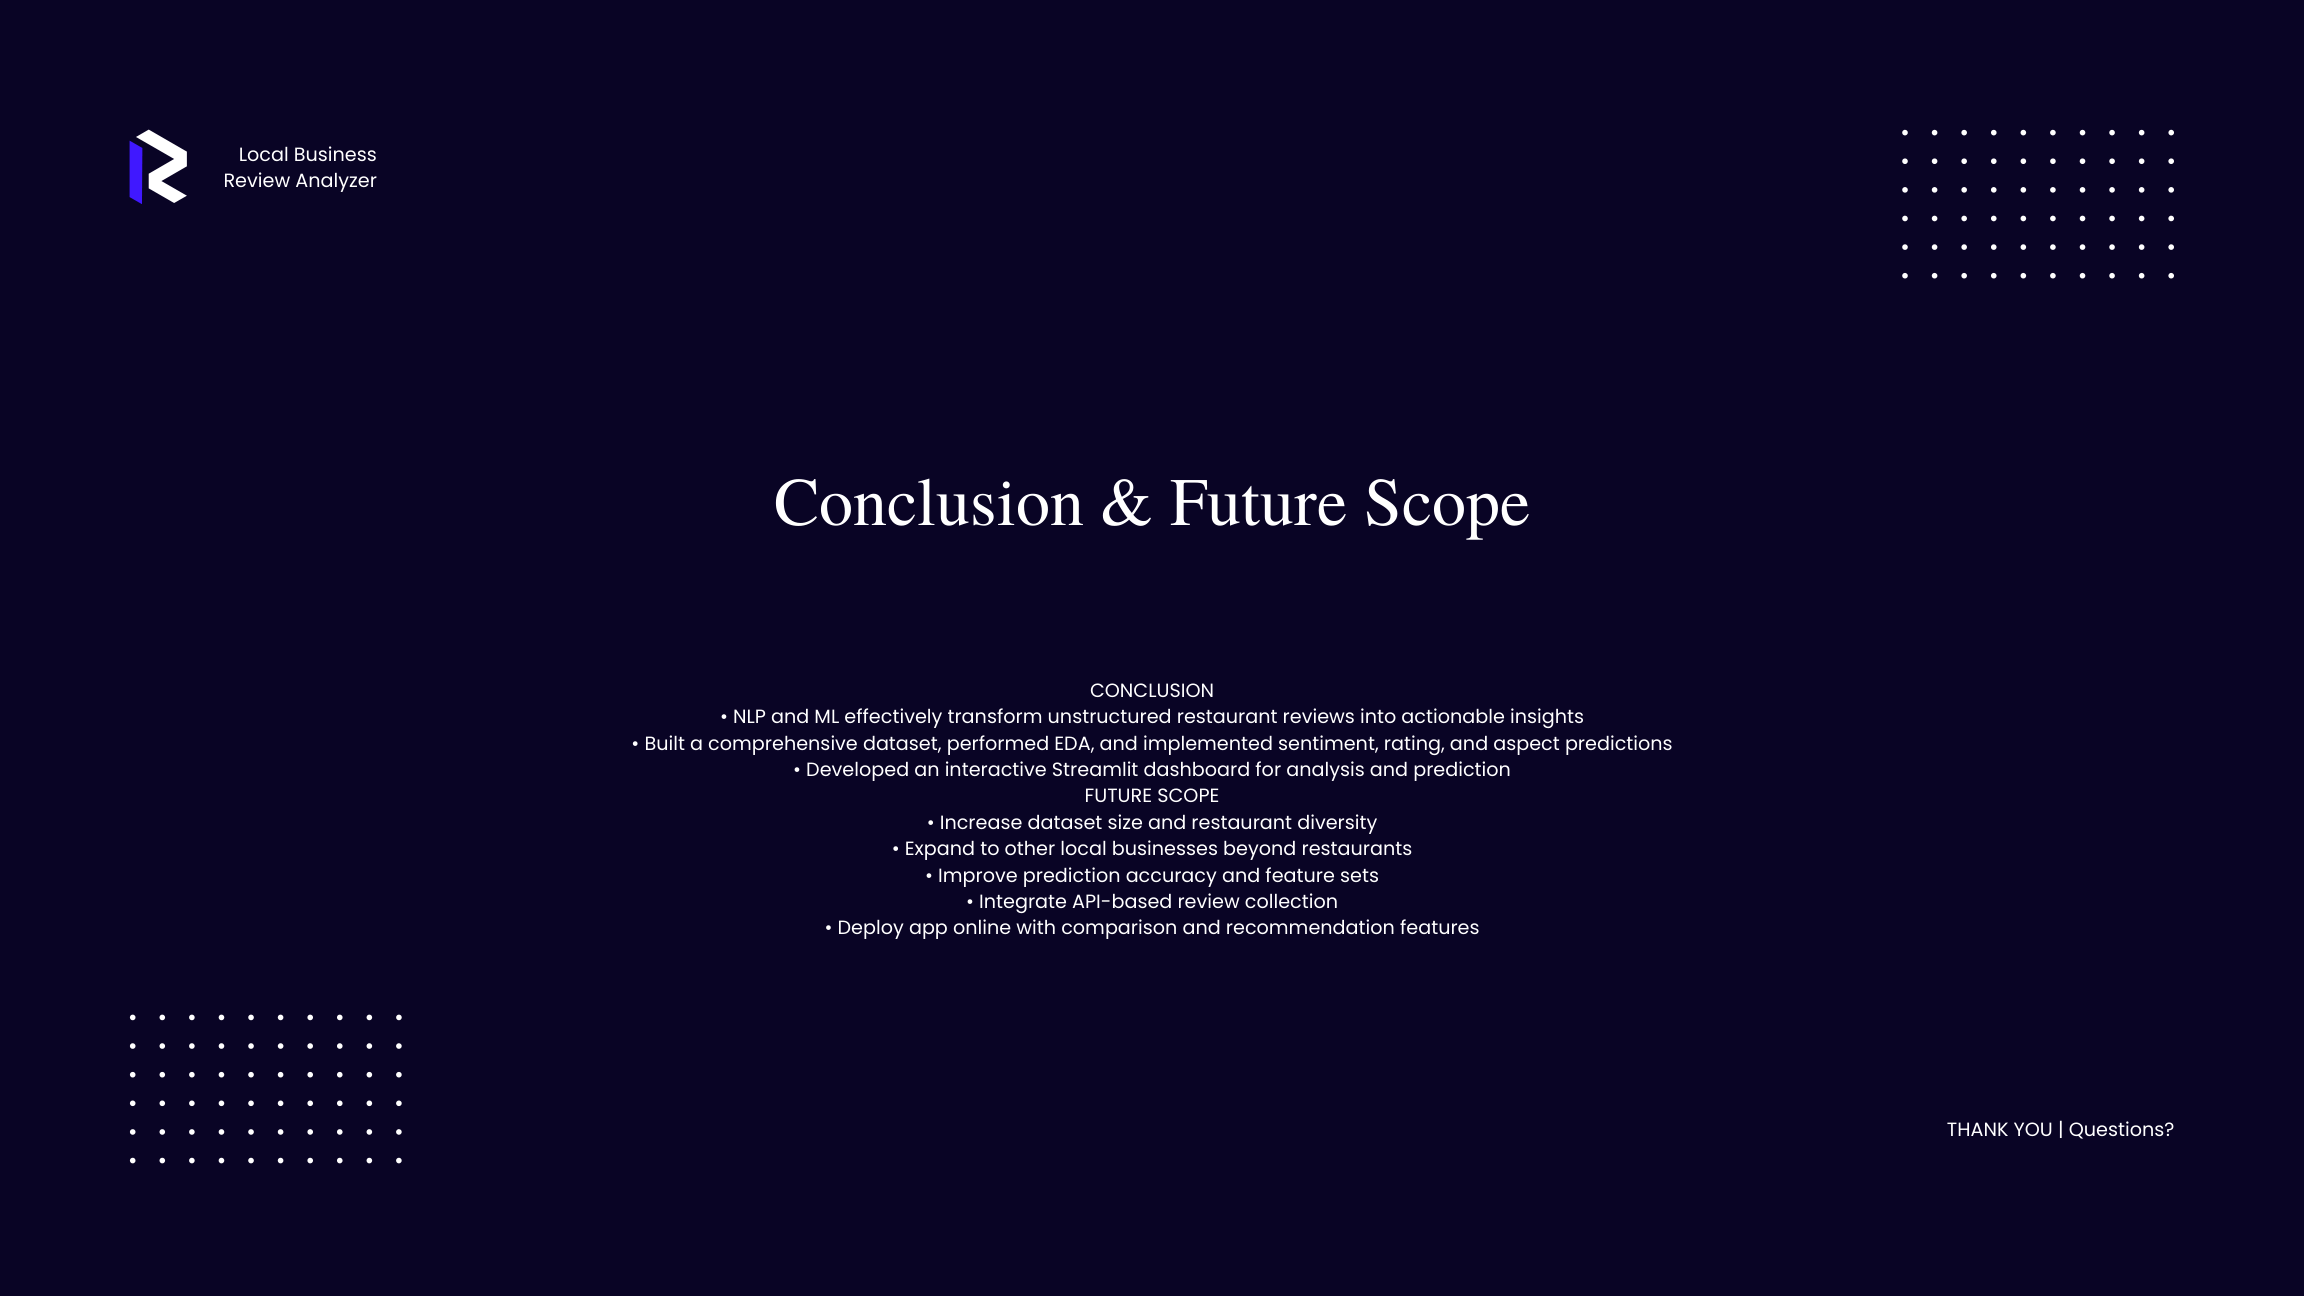 Local Business
Review Analyzer
Conclusion & Future Scope
CONCLUSION
• NLP and ML effectively transform unstructured restaurant reviews into actionable insights
• Built a comprehensive dataset, performed EDA, and implemented sentiment, rating, and aspect predictions
• Developed an interactive Streamlit dashboard for analysis and prediction
FUTURE SCOPE
• Increase dataset size and restaurant diversity
• Expand to other local businesses beyond restaurants
• Improve prediction accuracy and feature sets
• Integrate API-based review collection
• Deploy app online with comparison and recommendation features
THANK YOU | Questions?